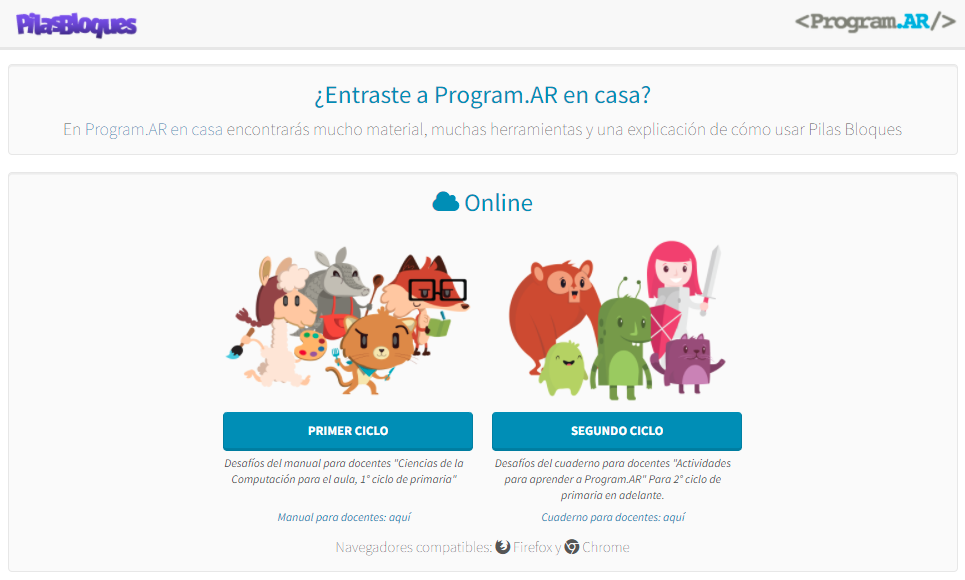 PilasBloques
<Program.AR/>
¿Entraste a Program.AR en casa?
En Program.AR en casa encontrarás mucho material, muchas herramientas y una explicación de cómo usar Pilas Bloques
Online
PRIMER CICLO
Desafíos del manual para docentes "Ciencias de la
Computación para el aula, 1° ciclo de primaria"
Manual para docentes: aquí
SEGUNDO CICLO
Desafíos del cuaderno para docentes "Actividades
para aprender a Program.AR" Para 2° ciclo de
primaria en adelante.
Cuaderno para docentes: aquí
Navegadores compatibles: Firefox y Chrome